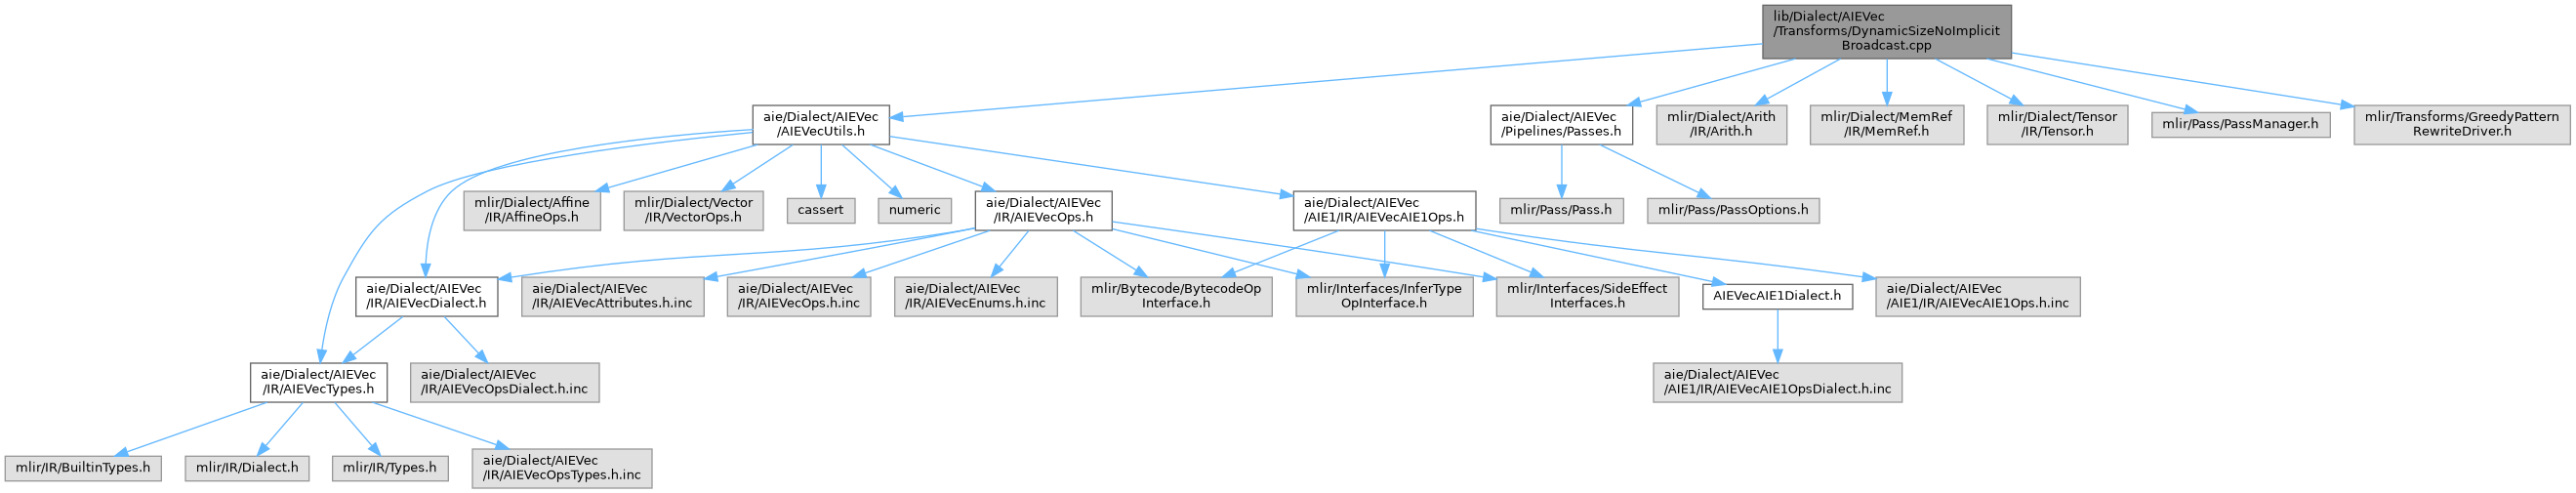 lib/Dialect/AIEVec
/Transforms/DynamicSizeNoImplicit
Broadcast.cpp
aie/Dialect/AIEVec
/AIEVecUtils.h
aie/Dialect/AIEVec
/Pipelines/Passes.h
mlir/Dialect/Arith
/IR/Arith.h
mlir/Dialect/MemRef
/IR/MemRef.h
mlir/Dialect/Tensor
/IR/Tensor.h
mlir/Pass/PassManager.h
mlir/Transforms/GreedyPattern
RewriteDriver.h
mlir/Dialect/Affine
/IR/AffineOps.h
mlir/Dialect/Vector
/IR/VectorOps.h
cassert
numeric
aie/Dialect/AIEVec
/IR/AIEVecOps.h
aie/Dialect/AIEVec
/AIE1/IR/AIEVecAIE1Ops.h
mlir/Pass/Pass.h
mlir/Pass/PassOptions.h
aie/Dialect/AIEVec
/IR/AIEVecDialect.h
aie/Dialect/AIEVec
/IR/AIEVecAttributes.h.inc
aie/Dialect/AIEVec
/IR/AIEVecOps.h.inc
aie/Dialect/AIEVec
/IR/AIEVecEnums.h.inc
mlir/Bytecode/BytecodeOp
Interface.h
mlir/Interfaces/InferType
OpInterface.h
mlir/Interfaces/SideEffect
Interfaces.h
AIEVecAIE1Dialect.h
aie/Dialect/AIEVec
/AIE1/IR/AIEVecAIE1Ops.h.inc
aie/Dialect/AIEVec
/IR/AIEVecTypes.h
aie/Dialect/AIEVec
/IR/AIEVecOpsDialect.h.inc
aie/Dialect/AIEVec
/AIE1/IR/AIEVecAIE1OpsDialect.h.inc
mlir/IR/BuiltinTypes.h
mlir/IR/Dialect.h
mlir/IR/Types.h
aie/Dialect/AIEVec
/IR/AIEVecOpsTypes.h.inc